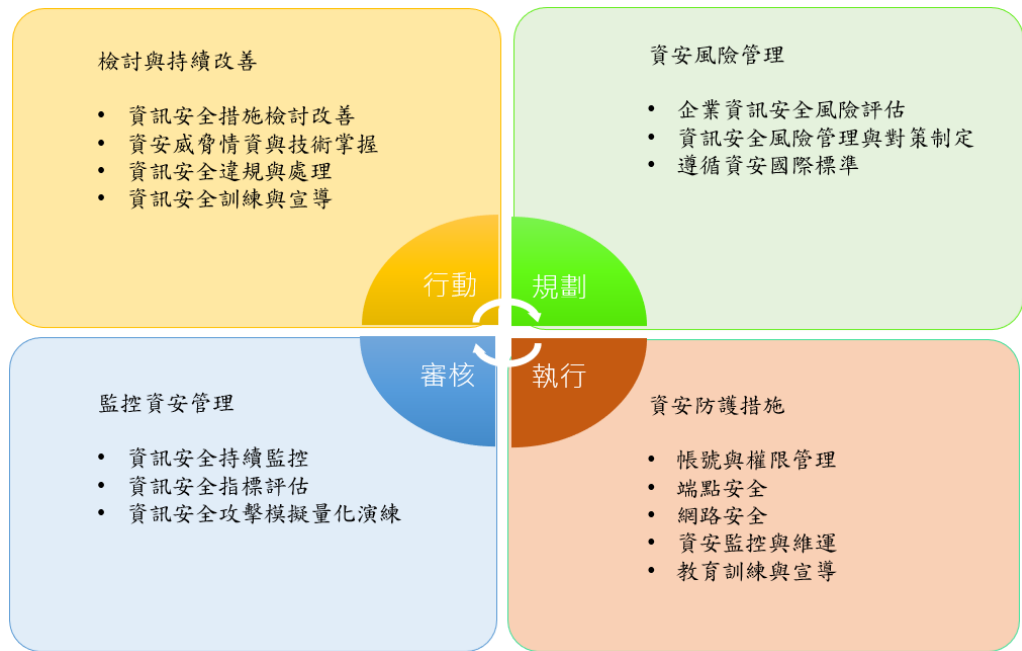 檢討與持續改善
• 資訊安全措施檢討改善
• 資安威脅情資與技術掌握
• 資訊安全違規與處理
• 資訊安全訓練與宣導
資安風險管理
• 企業資訊安全風險評估
• 資訊安全風險管理與對策制定
• 遵循資安國際標準
行動
規劃
審核
執行
監控資安管理
• 資訊安全持續監控
• 資訊安全指標評估
• 資訊安全攻擊模擬量化演練
資安防護措施
• 帳號與權限管理
• 端點安全
• 網路安全
• 資安監控與維運
• 教育訓練與宣導